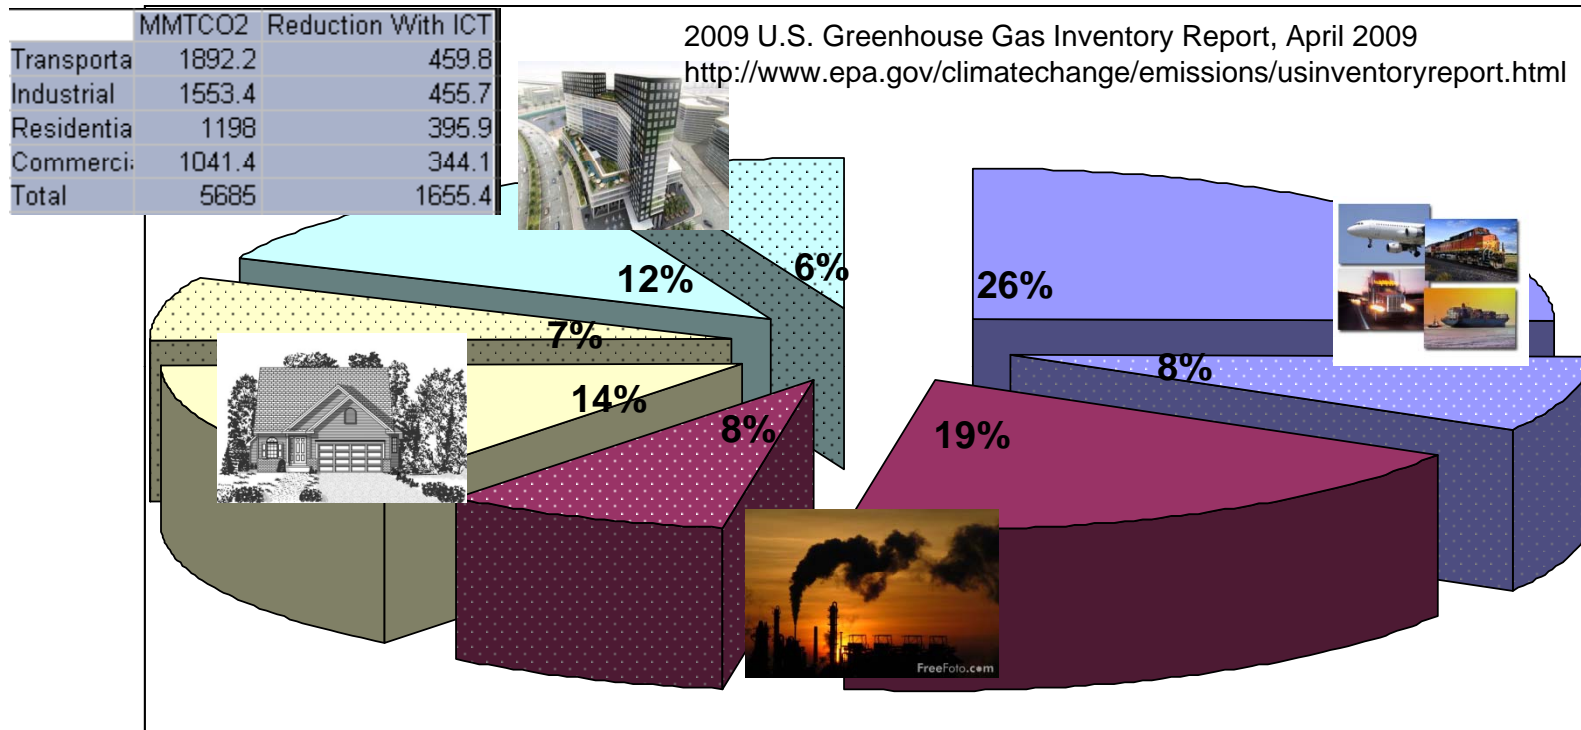 MMTCO2 Reduction With ICT
Transporta 1892.2 459.8
Industrial 1553.4 455.7
Residentia 1198 395.9
Commerci 1041.4 344.1
Total 5685 1655.4
2009 U.S. Greenhouse Gas Inventory Report, April 2009
http://www.epa.gov/climatechange/emissions/usinventoryreport.html
12%
6%
26%
7%
8%
14%
8%
19%
FreeFoto.com